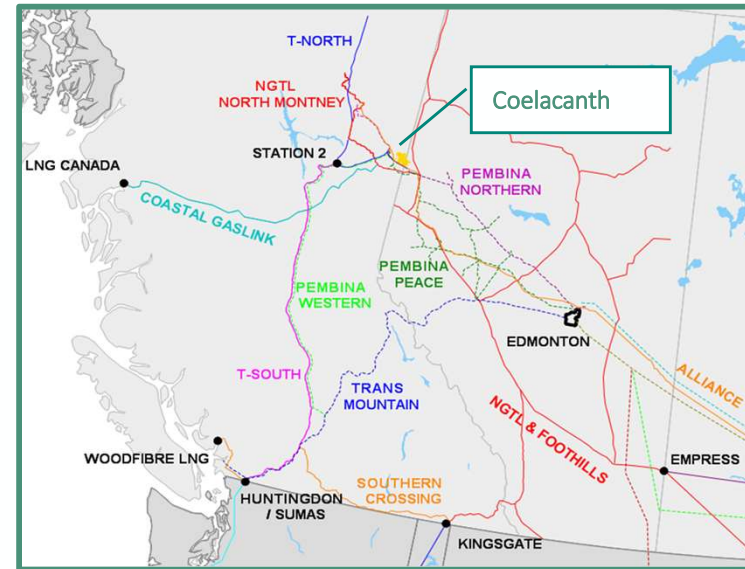 T-NORTH
NGTL
NORTH MONTNEY
Coelacanth
STATION 2
LNG CANADA
PEMBINA
NORTHERN
COASTAL GASLINK
PEMBINA
PEACE
PEMBINA
WESTERN
EDMONTON
ALLIANCE
T-SOUTH
TRANS
MOUNTAIN
NGTL & FOOTHILLS
WOODFIBRE LNG
EMPRESS
SOUTHERN
CROSSING
HUNTINGDON
/ SUMAS
KINGSGATE